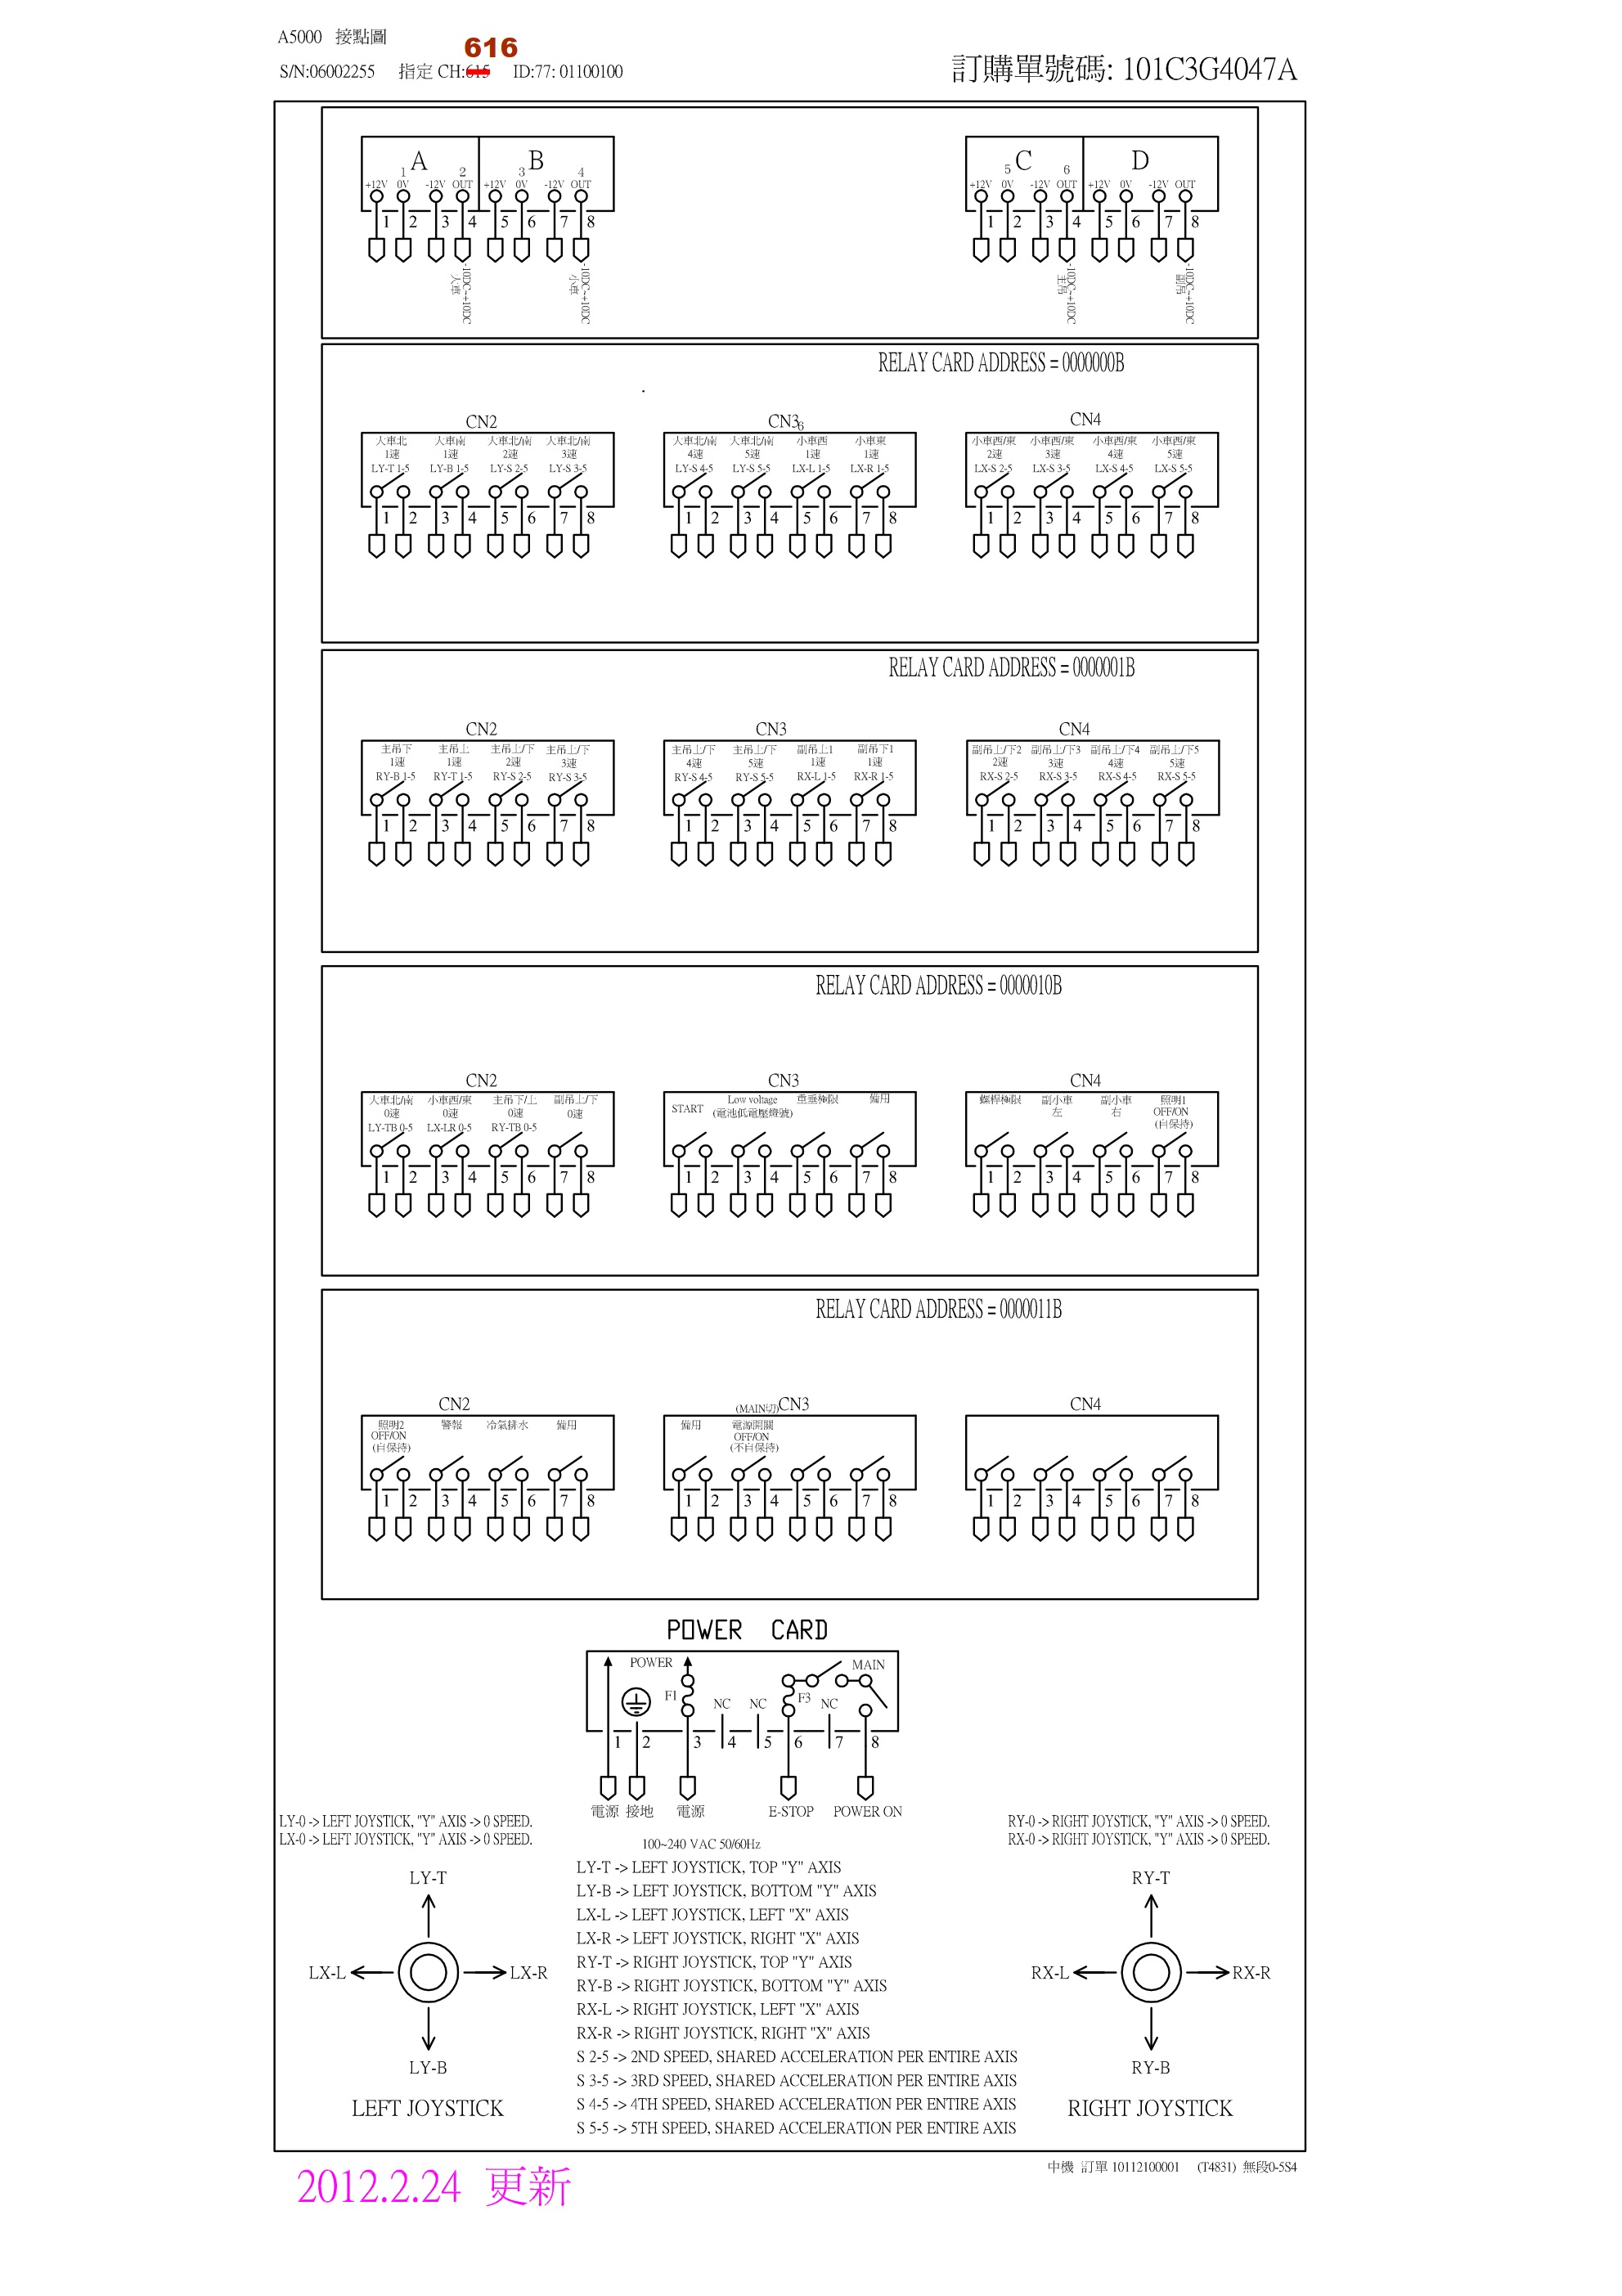 A5000 接點圖
616
S/N:06002255 指定 CH:615 ID:77: 01100100
訂購單號碼: 101C3G4047A
A B
1 2 3 4
+12V 0V -12V OUT +12V 0V -12V OUT
1 2 3 4 5 6 7 8
-10DC~+10DC
大車
-10DC~+10DC
小車
C D
5 6
+12V 0V -12V OUT +12V 0V -12V OUT
1 2 3 4 5 6 7 8
-10DC~+10DC
主吊
-10DC~+10DC
副吊
RELAY CARD ADDRESS = 0000000B
CN2
大車北 大車南 大車北/南 大車北/南
1速 1速 2速 3速
LY-T 1-5 LY-B 1-5 LY-S 2-5 LY-S 3-5
1 2 3 4 5 6 7 8
CN3
6
大車北/南 大車北/南 小車西 小車東
4速 5速 1速 1速
LY-S 4-5 LY-S 5-5 LX-L 1-5 LX-R 1-5
1 2 3 4 5 6 7 8
CN4
小車西/東 小車西/東 小車西/東 小車西/東
2速 3速 4速 5速
LX-S 2-5 LX-S 3-5 LX-S 4-5 LX-S 5-5
1 2 3 4 5 6 7 8
RELAY CARD ADDRESS = 0000001B
CN2
主吊下 主吊上 主吊上/下 主吊上/下
1速 1速 2速 3速
RY-B 1-5 RY-T 1-5 RY-S 2-5 RY-S 3-5
1 2 3 4 5 6 7 8
CN3
主吊上/下 主吊上/下 副吊上1 副吊下1
4速 5速 1速 1速
RY-S 4-5 RY-S 5-5 RX-L 1-5 RX-R 1-5
1 2 3 4 5 6 7 8
CN4
副吊上/下2 副吊上/下3 副吊上/下4 副吊上/下5
2速 3速 4速 5速
RX-S 2-5 RX-S 3-5 RX-S 4-5 RX-S 5-5
1 2 3 4 5 6 7 8
RELAY CARD ADDRESS = 0000010B
CN2
大車北/南 小車西/東 主吊下/上 副吊上/下
0速 0速 0速 0速
LY-TB 0-5 LX-LR 0-5 RY-TB 0-5
1 2 3 4 5 6 7 8
CN3
START Low voltage 重垂極限 備用
(電池低電壓燈號)
1 2 3 4 5 6 7 8
CN4
螺桿極限 副小車 副小車 照明1
左 右 OFF/ON
(自保持)
1 2 3 4 5 6 7 8
RELAY CARD ADDRESS = 0000011B
CN2
照明2 警報 冷氣排水 備用
OFF/ON
(自保持)
1 2 3 4 5 6 7 8
(MAIN切)CN3
備用 電源開關
OFF/ON
(不自保持)
1 2 3 4 5 6 7 8
CN4
1 2 3 4 5 6 7 8
POWER CARD
POWER MAIN
F1 NC NC F3 NC
1 2 3 4 5 6 7 8
電源 接地 電源 E-STOP POWER ON
100~240 VAC 50/60Hz
LY-0 -> LEFT JOYSTICK, "Y" AXIS -> 0 SPEED.
LX-0 -> LEFT JOYSTICK, "Y" AXIS -> 0 SPEED.
RY-0 -> RIGHT JOYSTICK, "Y" AXIS -> 0 SPEED.
RX-0 -> RIGHT JOYSTICK, "Y" AXIS -> 0 SPEED.
LY-T
LX-L LX-R
LY-B
LEFT JOYSTICK
LY-T -> LEFT JOYSTICK, TOP "Y" AXIS
LY-B -> LEFT JOYSTICK, BOTTOM "Y" AXIS
LX-L -> LEFT JOYSTICK, LEFT "X" AXIS
LX-R -> LEFT JOYSTICK, RIGHT "X" AXIS
RY-T -> RIGHT JOYSTICK, TOP "Y" AXIS
RY-B -> RIGHT JOYSTICK, BOTTOM "Y" AXIS
RX-L -> RIGHT JOYSTICK, LEFT "X" AXIS
RX-R -> RIGHT JOYSTICK, RIGHT "X" AXIS
S 2-5 -> 2ND SPEED, SHARED ACCELERATION PER ENTIRE AXIS
S 3-5 -> 3RD SPEED, SHARED ACCELERATION PER ENTIRE AXIS
S 4-5 -> 4TH SPEED, SHARED ACCELERATION PER ENTIRE AXIS
S 5-5 -> 5TH SPEED, SHARED ACCELERATION PER ENTIRE AXIS
RY-T
RX-L RX-R
RY-B
RIGHT JOYSTICK
中機 訂單 10112100001 (T4831) 無段0-5S4
2012.2.24 更新